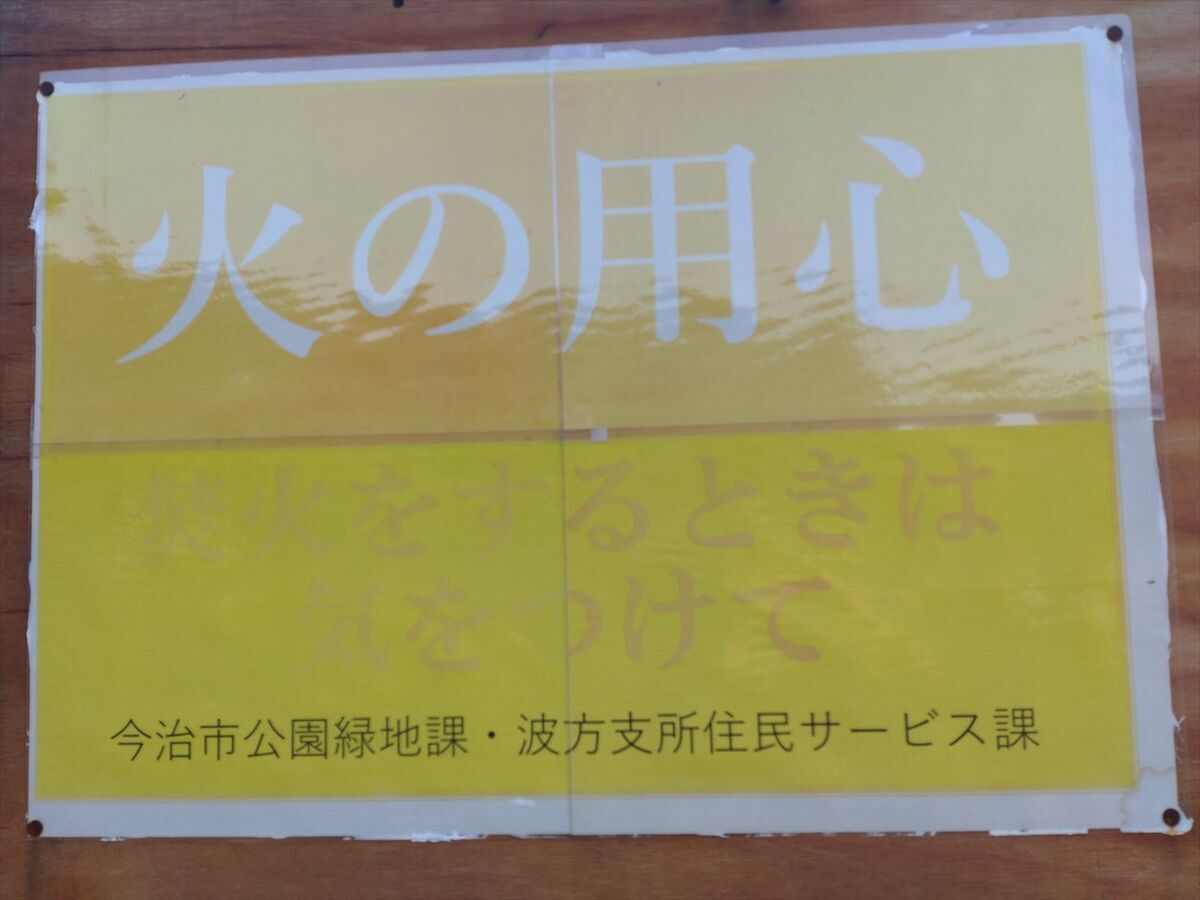 火の用心
焚火をするときは
気をつけて
今治市公園緑地課・波方支所住民サービス課